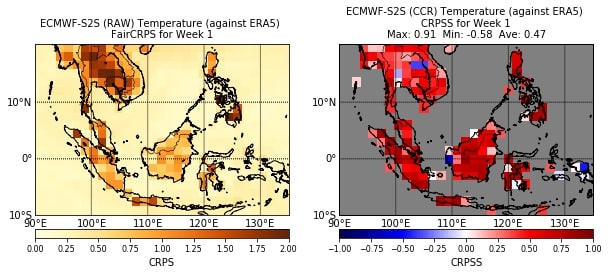 ECMWF-S2S (RAW) Temperature (against ERA5)
FairCRPS for Week 1
10°N
0°
10°S
90°E 100°E 110°E 120°E 130°E
0.00 0.25 0.50 0.75 1.00 1.25 1.50 1.75 2.00
CRPS
ECMWF-S2S (CCR) Temperature (against ERA5)
CRPSS for Week 1
Max: 0.91 Min: -0.58 Ave: 0.47
10°N
0°
10°S
90°E 100°E 110°E 120°E 130°E
−1.00 −0.75 −0.50 −0.25 0.00 0.25 0.50 0.75 1.00
CRPSS